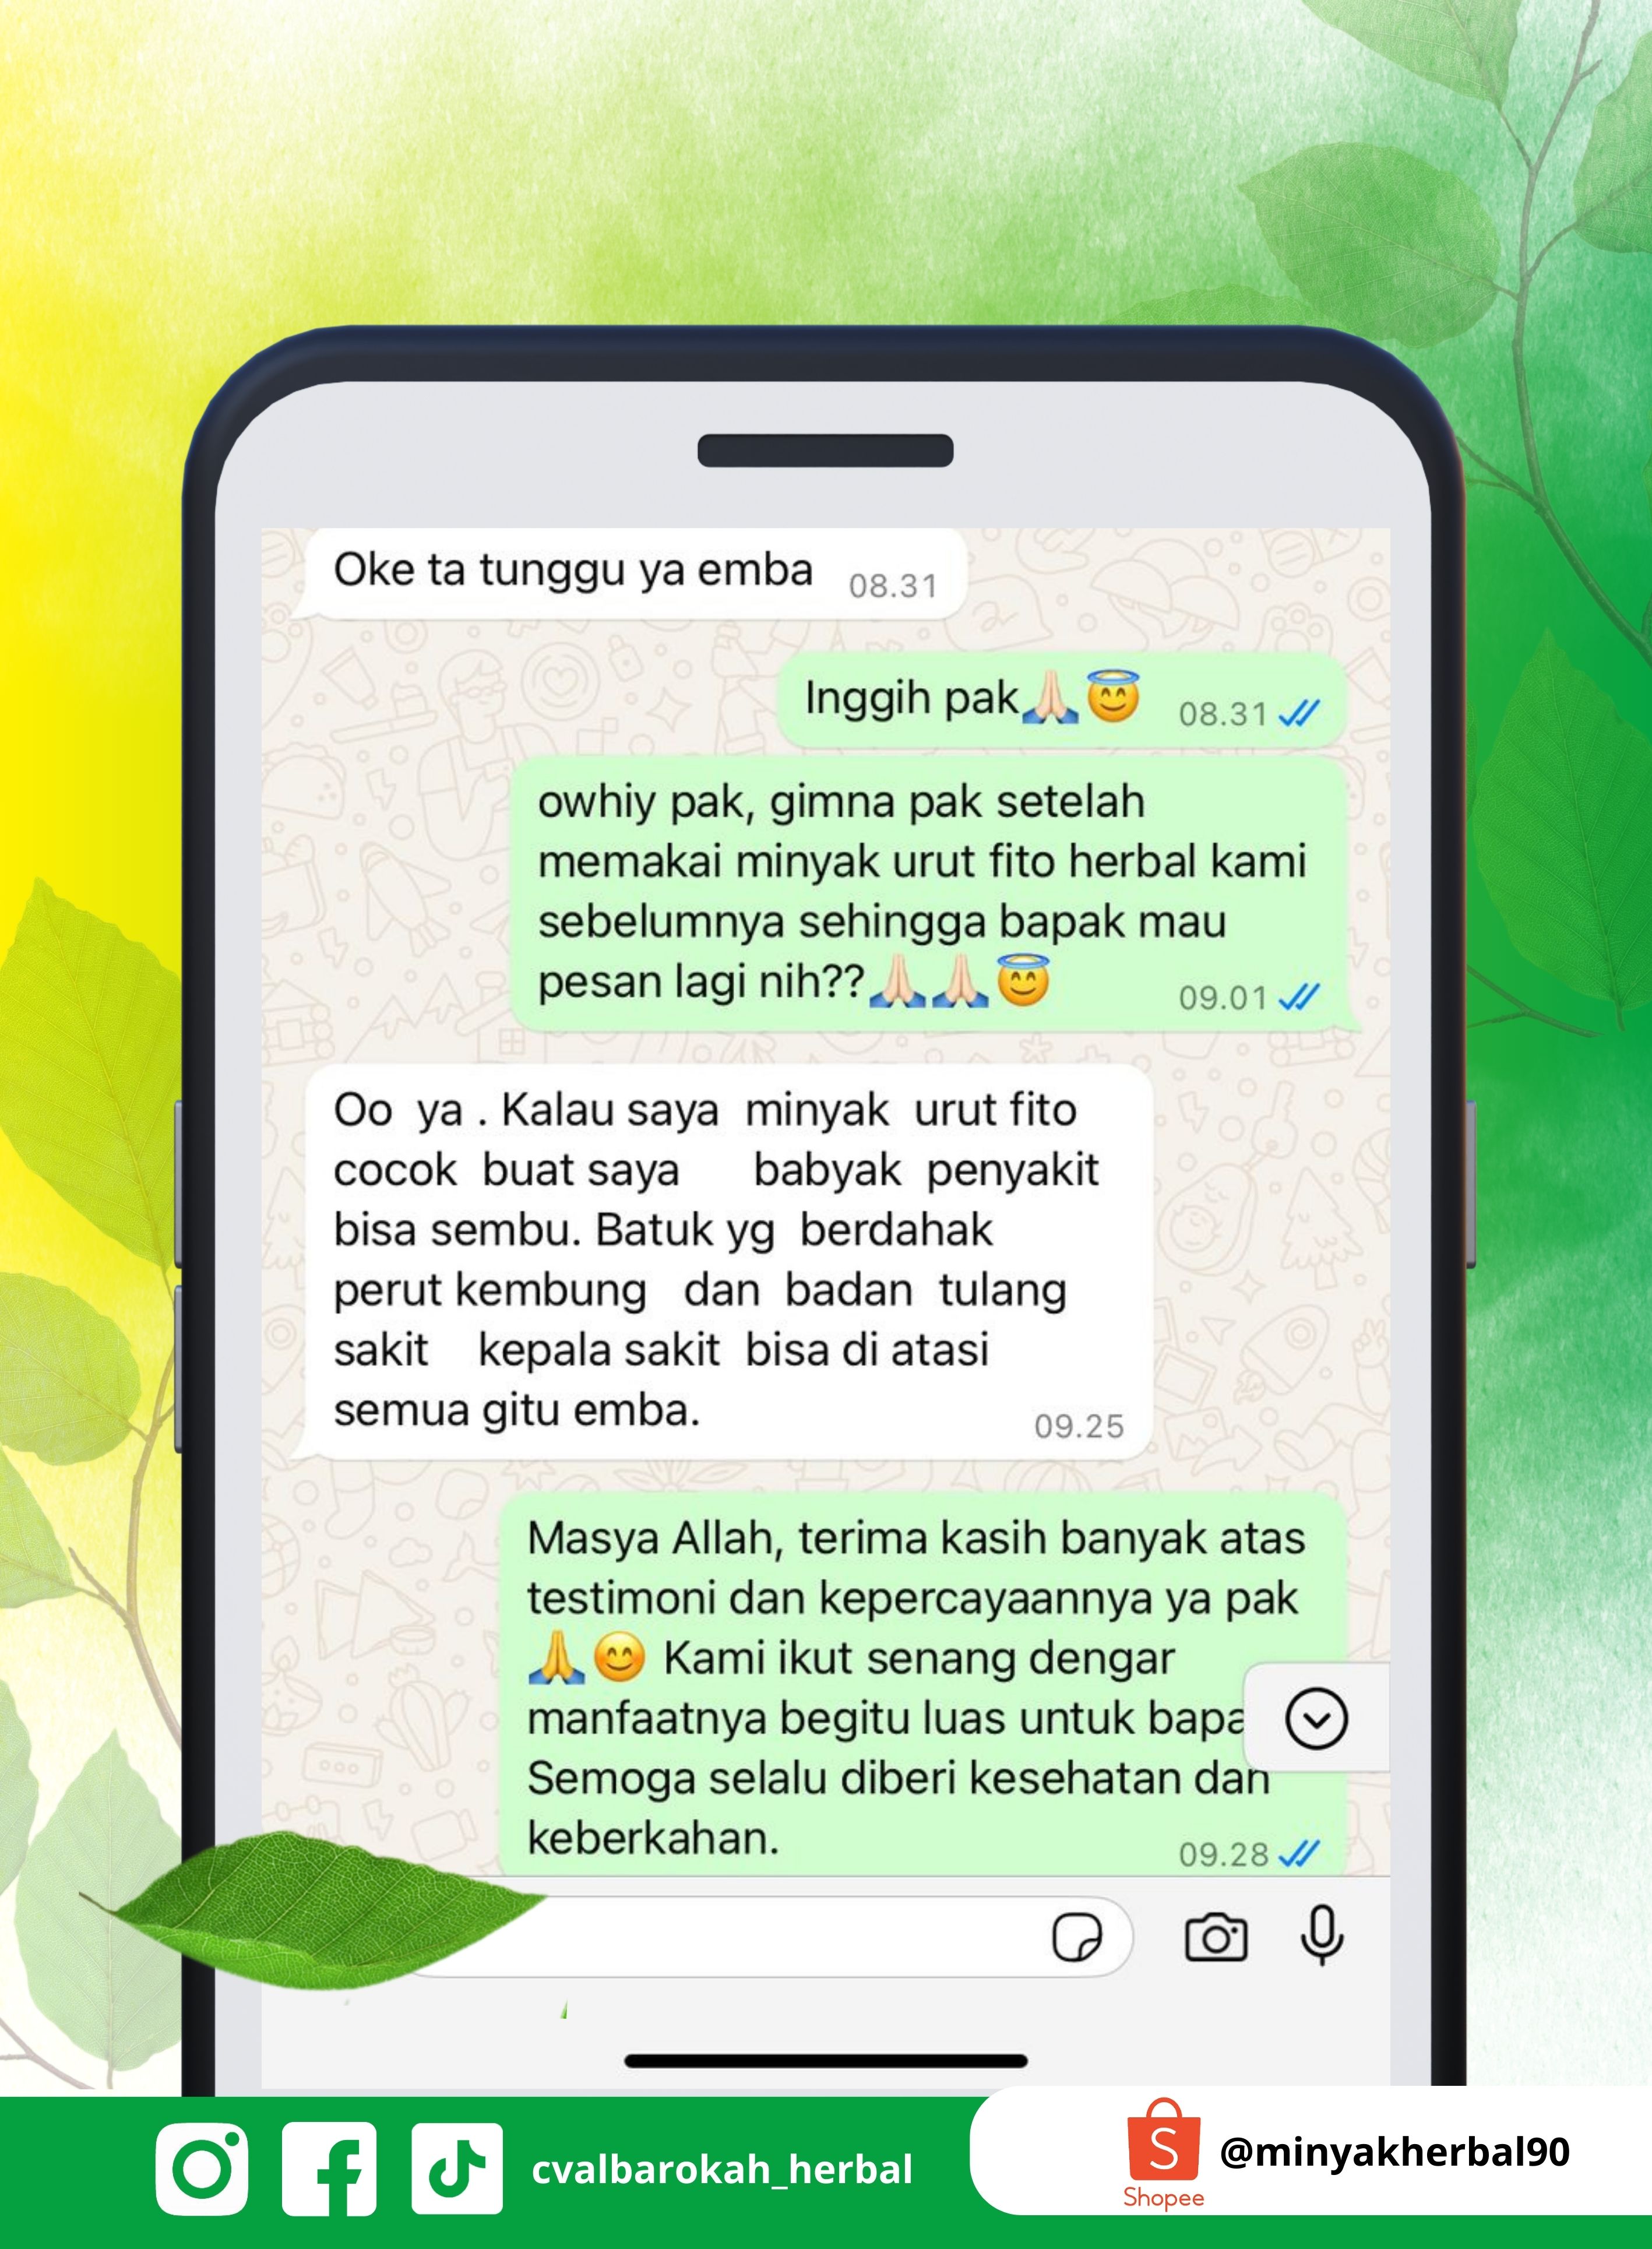 Oke ta tunggu ya emba 08.31
Inggih pak🙏🏻😇 08.31
owhiy pak, gimna pak setelah
memakai minyak urut fito herbal kami
sebelumnya sehingga bapak mau
pesan lagi nih??🙏🏻🙏🏻😇 09.01
Oo ya . Kalau saya minyak urut fito
cocok buat saya babyak penyakit
bisa sembu. Batuk yg berdahak
perut kembung dan badan tulang
sakit kepala sakit bisa di atasi
semua gitu emba. 09.25
Masya Allah, terima kasih banyak atas
testimoni dan kepercayaannya ya pak
🙏😊 Kami ikut senang dengar
manfaatnya begitu luas untuk bapa
Semoga selalu diberi kesehatan dan
keberkahan. 09.28
cvalbarokah_herbal
Shopee
@minyakherbal90